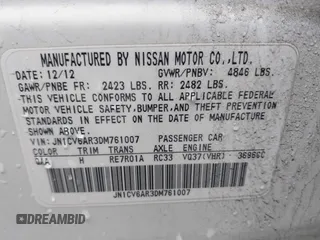 MANUFACTURED BY NISSAN MOTOR CO.,LTD.
DATE: 12/12 GVWR/PNBV: 4846 LBS.
GAWR/PNBE FR: 2423 LBS. RR: 2482 LBS.
THIS VEHICLE CONFORMS TO ALL APPLICABLE FEDERAL
MOTOR VEHICLE SAFETY, BUMPER, AND THEFT PREVENTION
STANDARDS IN EFFECT ON THE DATE OF MANUFACTURE
SHOWN ABOVE.
VIN: JN1CV6AR3DM761007 PASSENGER CAR
COLOR TRIM TRANS AXLE ENGINE
H RE7R01A RC33 VQ37(VHR) 3696CC
JN1CV6AR3DM761007
DREAMBID